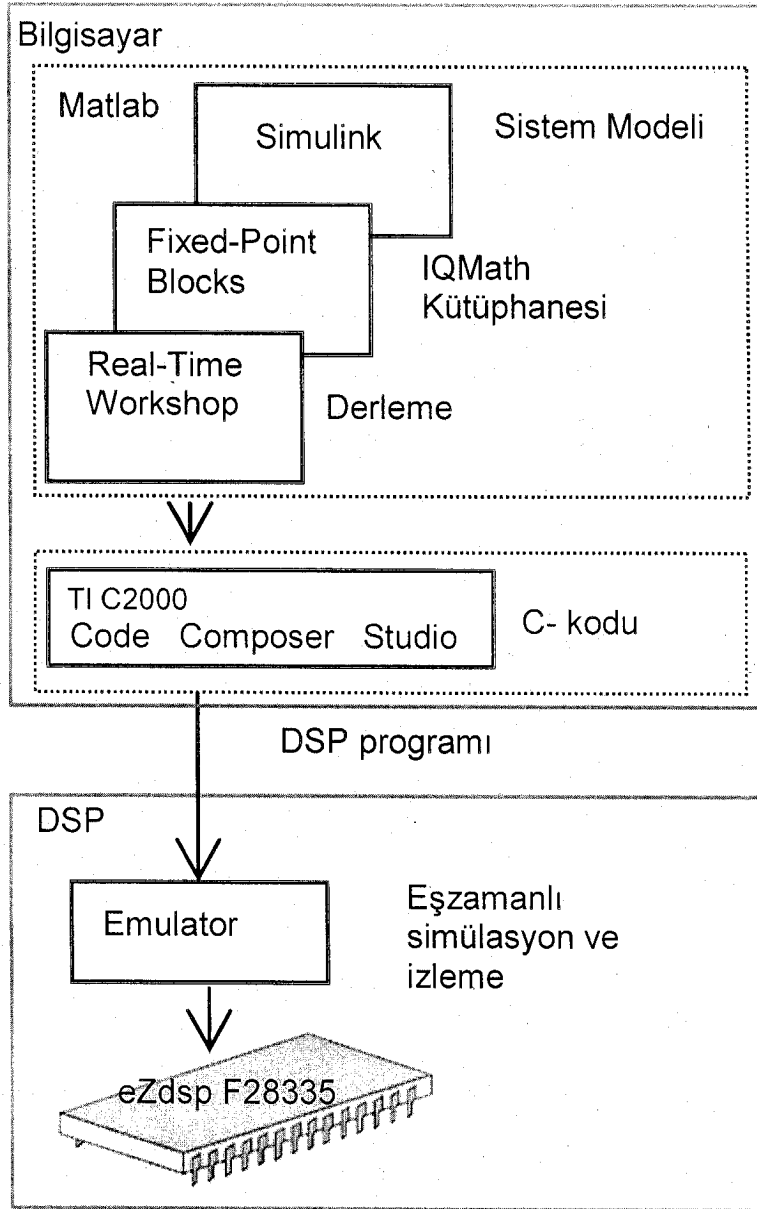 Bilgisayar
Matlab
Simulink
Sistem Modeli
Fixed-Point
Blocks
IQMath
Kütüphanesi
Real-Time
Workshop
Derleme
TI C2000
Code Composer Studio
C- kodu
DSP programı
DSP
Emulator
Eşzamanlı
simülasyon ve
izleme
eZdsp F28335